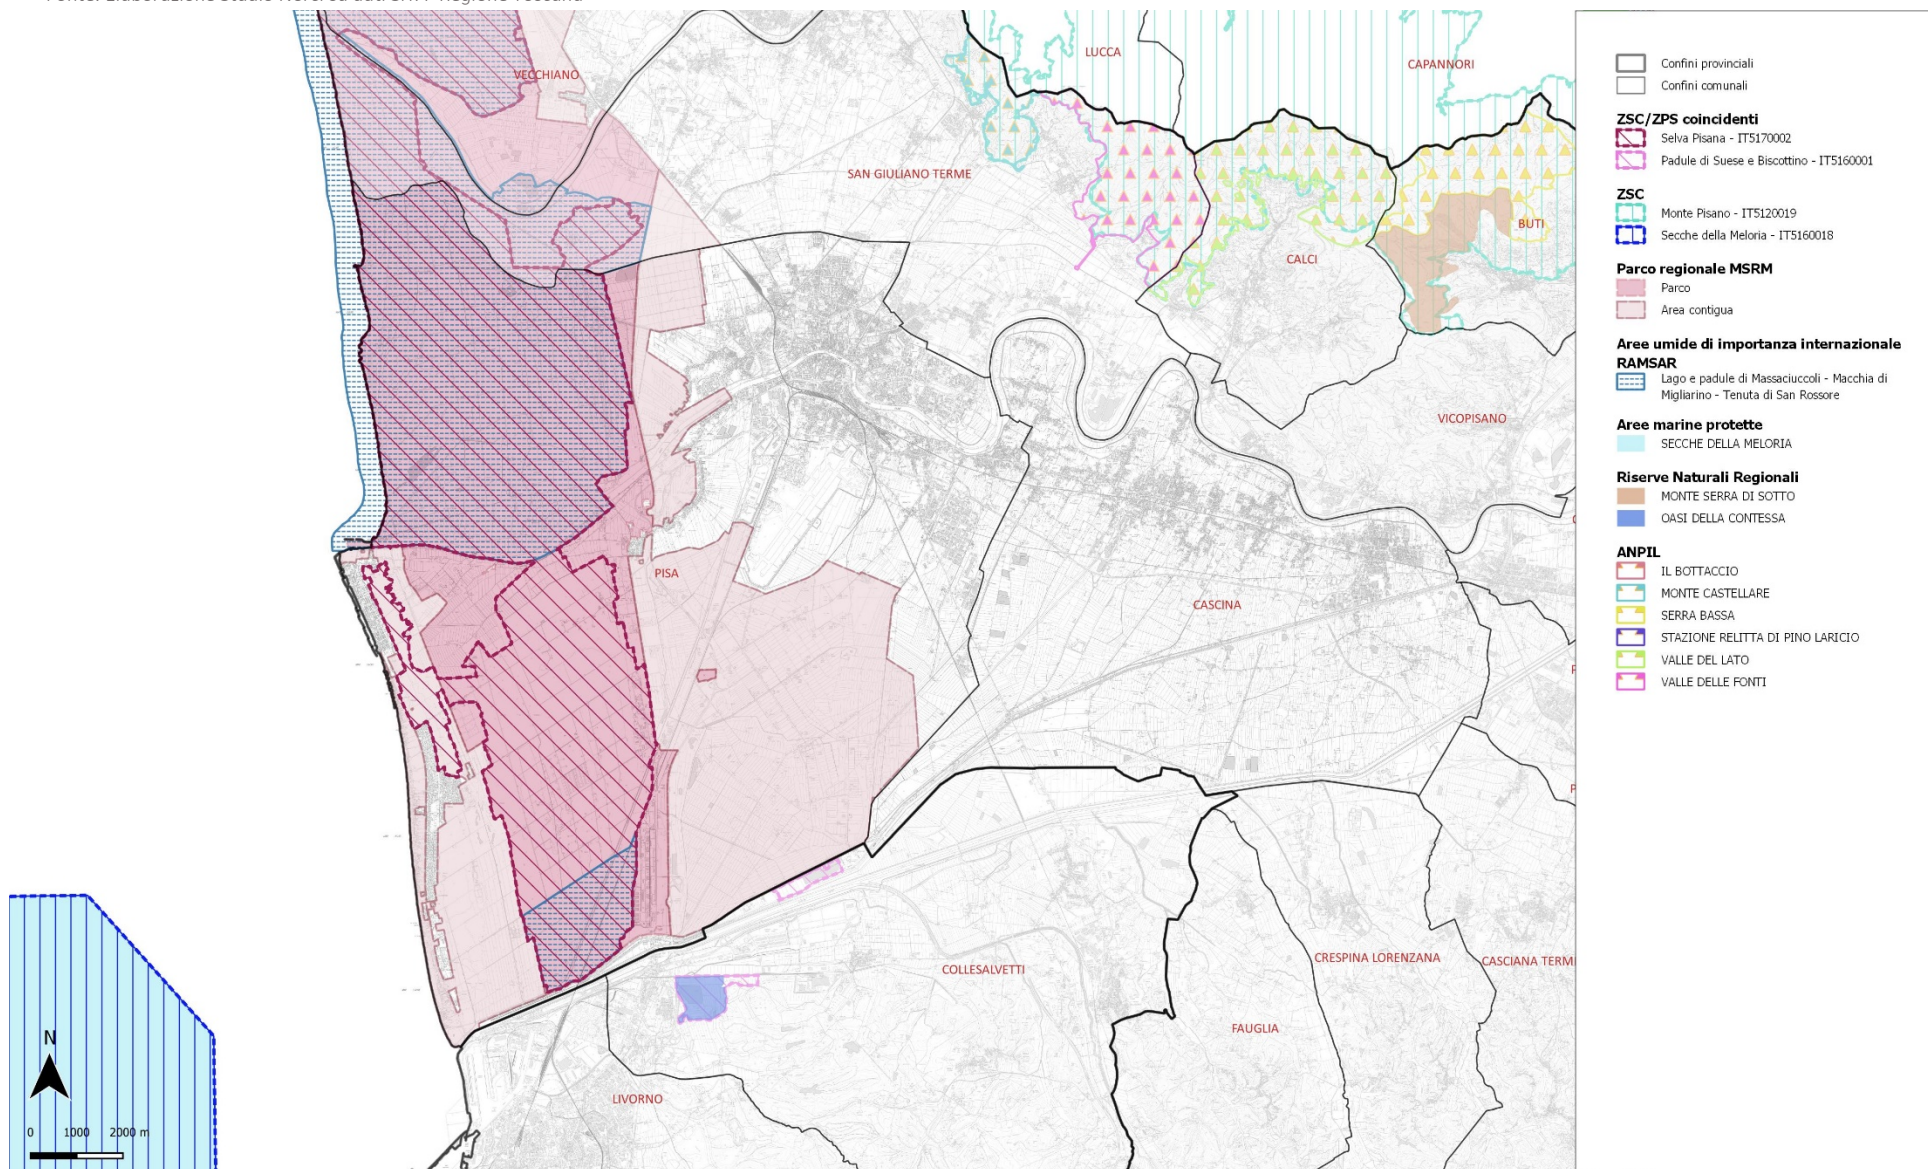 VECCHIANO
LUCCA
CAPANNORI
SAN GIULIANO TERME
BUTI
CALCI
VICOPISANO
PISA
CASCINA
COLLESALVETTI
CRESPINA LORENZANA
CASCIANA TERM
FAUGLIA
LIVORNO
N
0 1000 2000 m
Confini provinciali
Confini comunali
ZSC/ZPS coincidenti
Selva Pisana - IT5170002
Padule di Suese e Biscottino - IT5160001
ZSC
Monte Pisano - IT5120019
Secche della Meloria - IT5160018
Parco regionale MSRM
Parco
Area contigua
Aree umide di importanza internazionale
RAMSAR
Lago e padule di Massaciuccoli - Macchia di
Migliarino - Tenuta di San Rossore
Aree marine protette
SECCHE DELLA MELORIA
Riserve Naturali Regionali
MONTE SERRA DI SOTTO
OASI DELLA CONTESSA
ANPIL
IL BOTTACCIO
MONTE CASTELLARE
SERRA BASSA
STAZIONE RELITTA DI PINO LARICIO
VALLE DEL LATO
VALLE DELLE FONTI